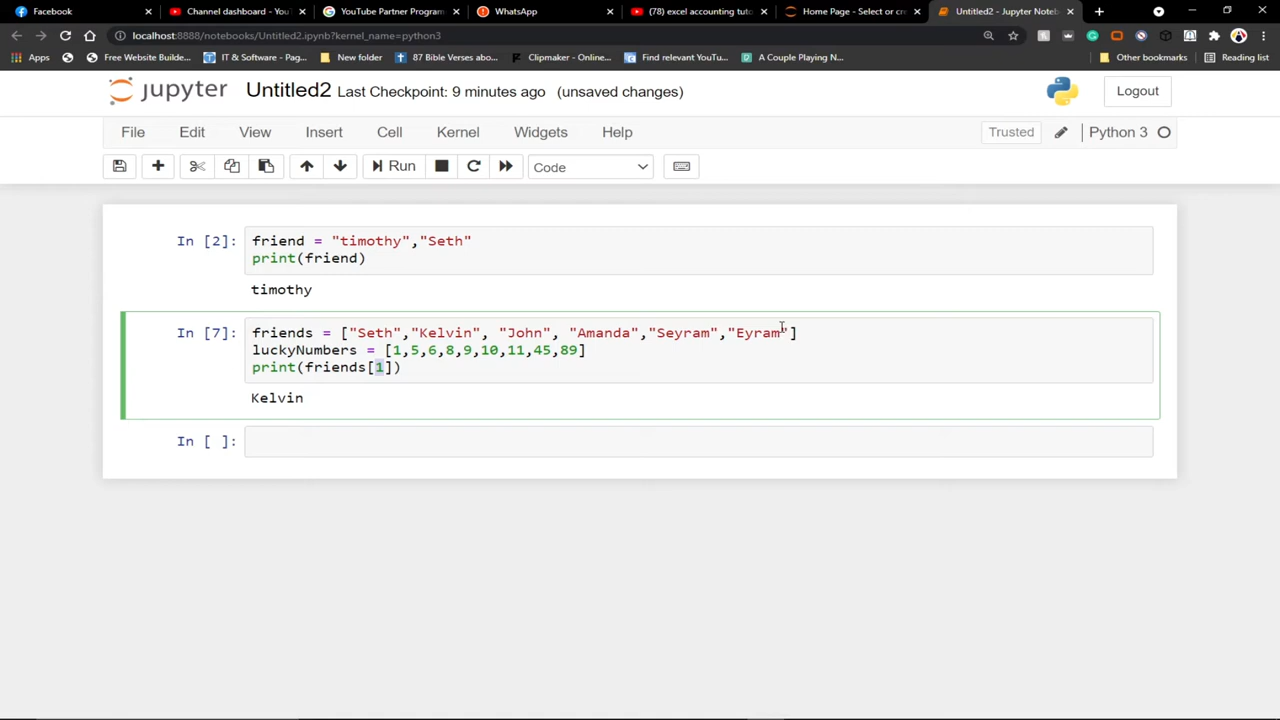 Facebook
Channel dashboard - You
YouTube Partner Program
WhatsApp
(78) excel accounting tuto
Home Page - Select or cre
Untitled2 - Jupyter Noteb
localhost:8888/notebooks/Untitled2.ipynb?kernel_name=python3
Apps
Free Website Builde...
IT & Software - Pag...
New folder
87 Bible Verses abo...
Clipmaker - Online...
Find relevant YouTu...
A Couple Playing N...
Other bookmarks
Reading list
jupyter Untitled2 Last Checkpoint: 9 minutes ago (unsaved changes)
Logout
File Edit View Insert Cell Kernel Widgets Help
Trusted
Python 3
Run
Code
In [2]: friend = "timothy","Seth"
print(friend)
timothy
In [7]: friends = ["Seth","Kelvin", "John", "Amanda","Seyram","Eyram"]
luckyNumbers = [1,5,6,8,9,10,11,45,89]
print(friends[1])
Kelvin
In [ ]: